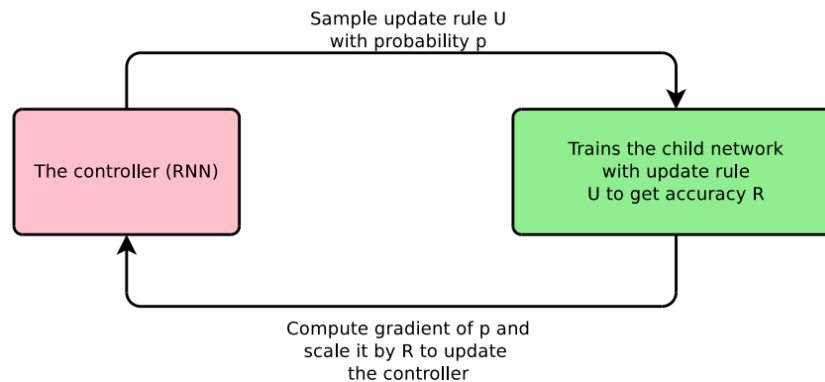 Sample update rule U
with probability p
The controller (RNN)
Trains the child network
with update rule
U to get accuracy R
Compute gradient of p and
scale it by R to update
the controller